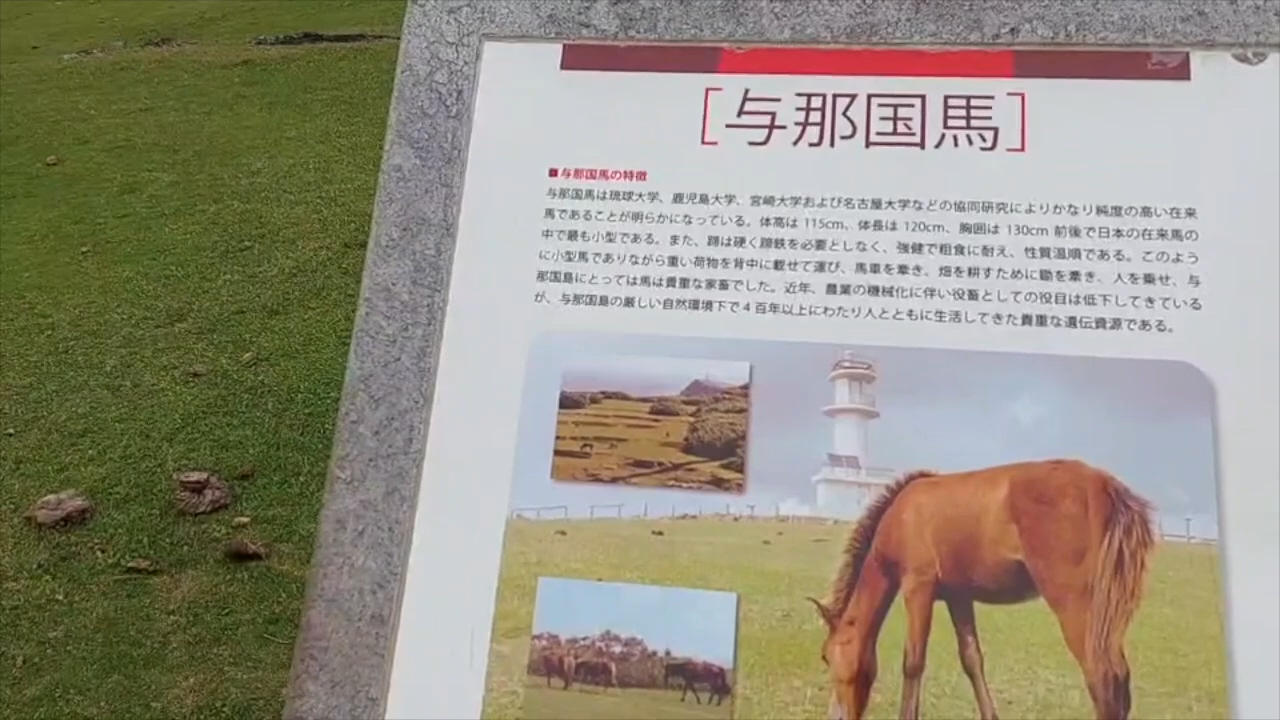 [与那国馬]
■与那国馬の特徴
与那国馬は琉球大学、鹿児島大学、宮崎大学および名古屋大学などの協同研究によりかなり純度の高い在来
馬であることが明らかになっている。体高は 115cm、体長は 120cm、胸囲は 130cm 前後で日本の在来馬の
中で最も小型である。また、蹄は硬く蹄鉄を必要としなく、強健で粗食に耐え、性質温順である。このよう
に小型馬でありながら重い荷物を背中に載せて運び、馬車を牽き、畑を耕すために鋤を牽き、人を乗せ、与
那国島にとっては馬は貴重な家畜でした。近年、農業の機械化に伴い役畜としての役目は低下してきている
が、与那国島の厳しい自然環境下で 4 百年以上にわたり人とともに生活してきた貴重な遺伝資源である。